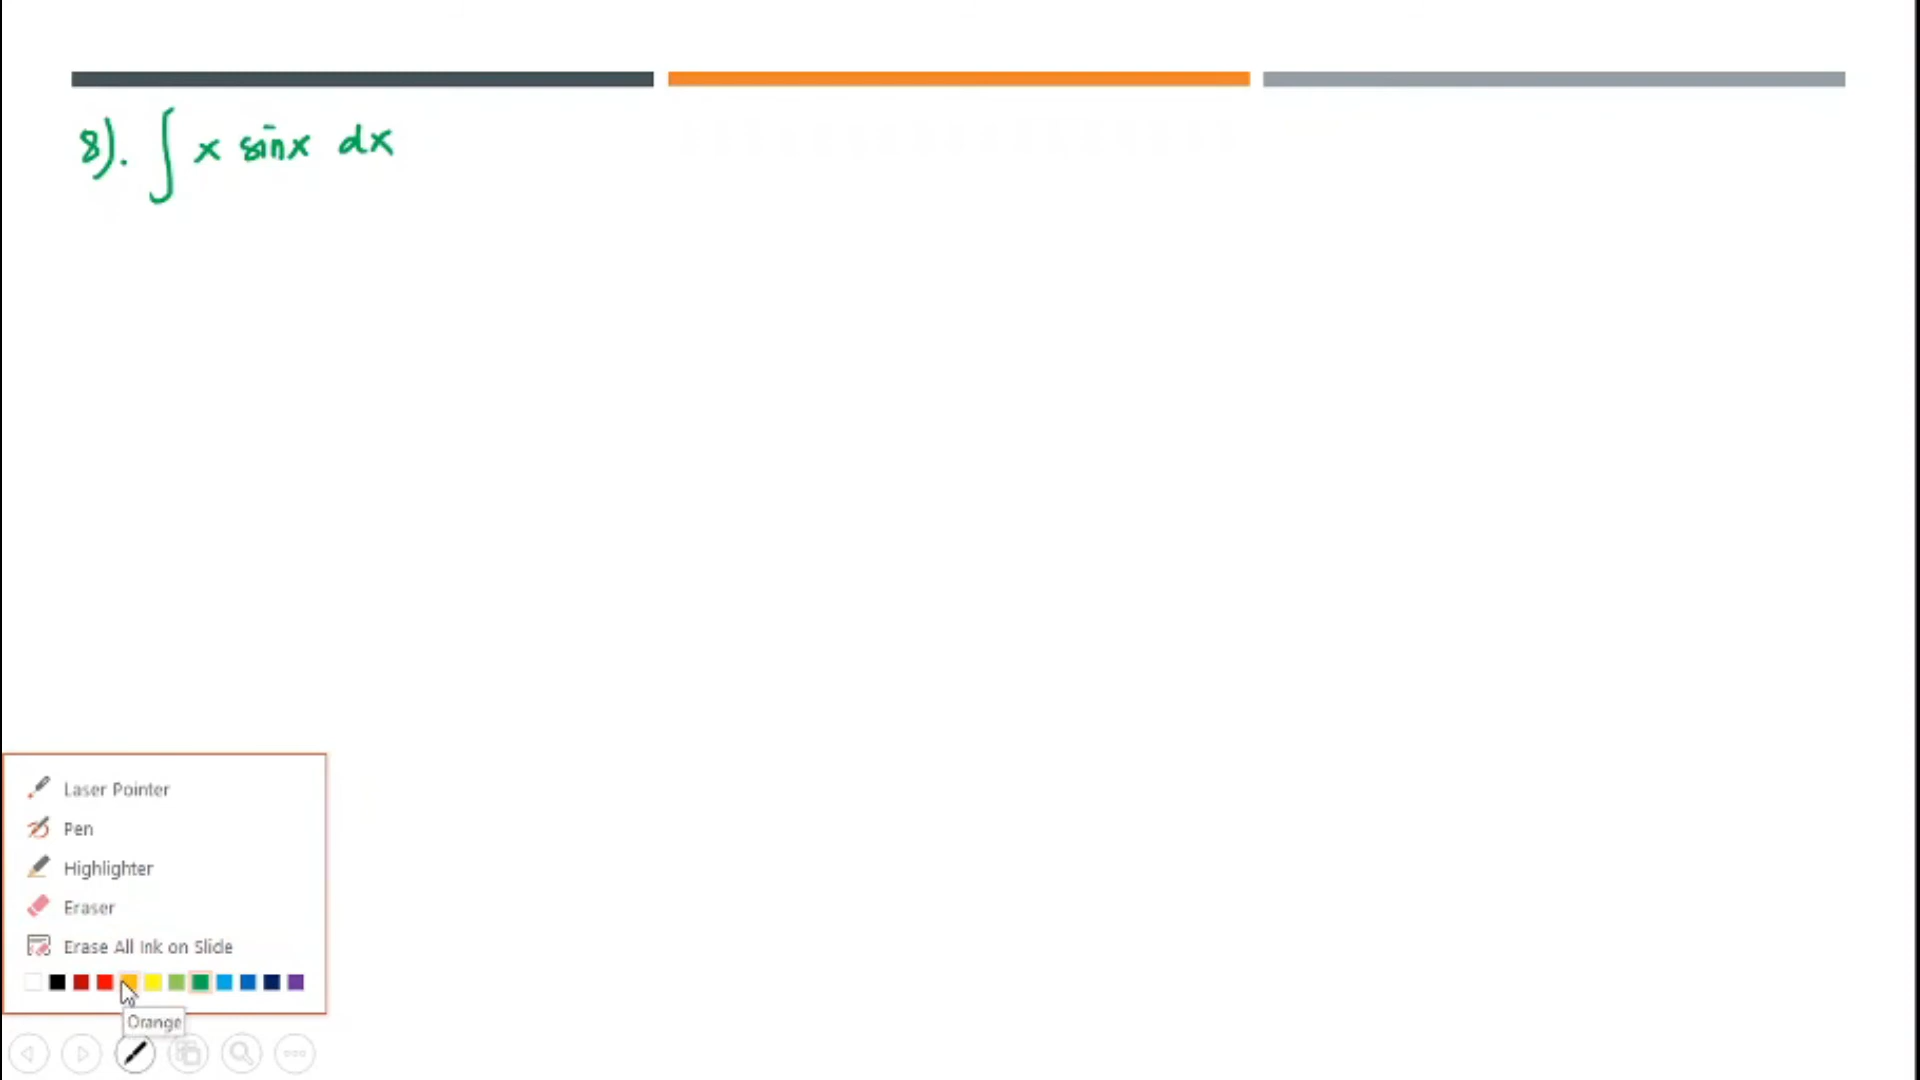 8). ∫ x sinx dx
Laser Pointer
Pen
Highlighter
Eraser
Erase All Ink on Slide
Orange